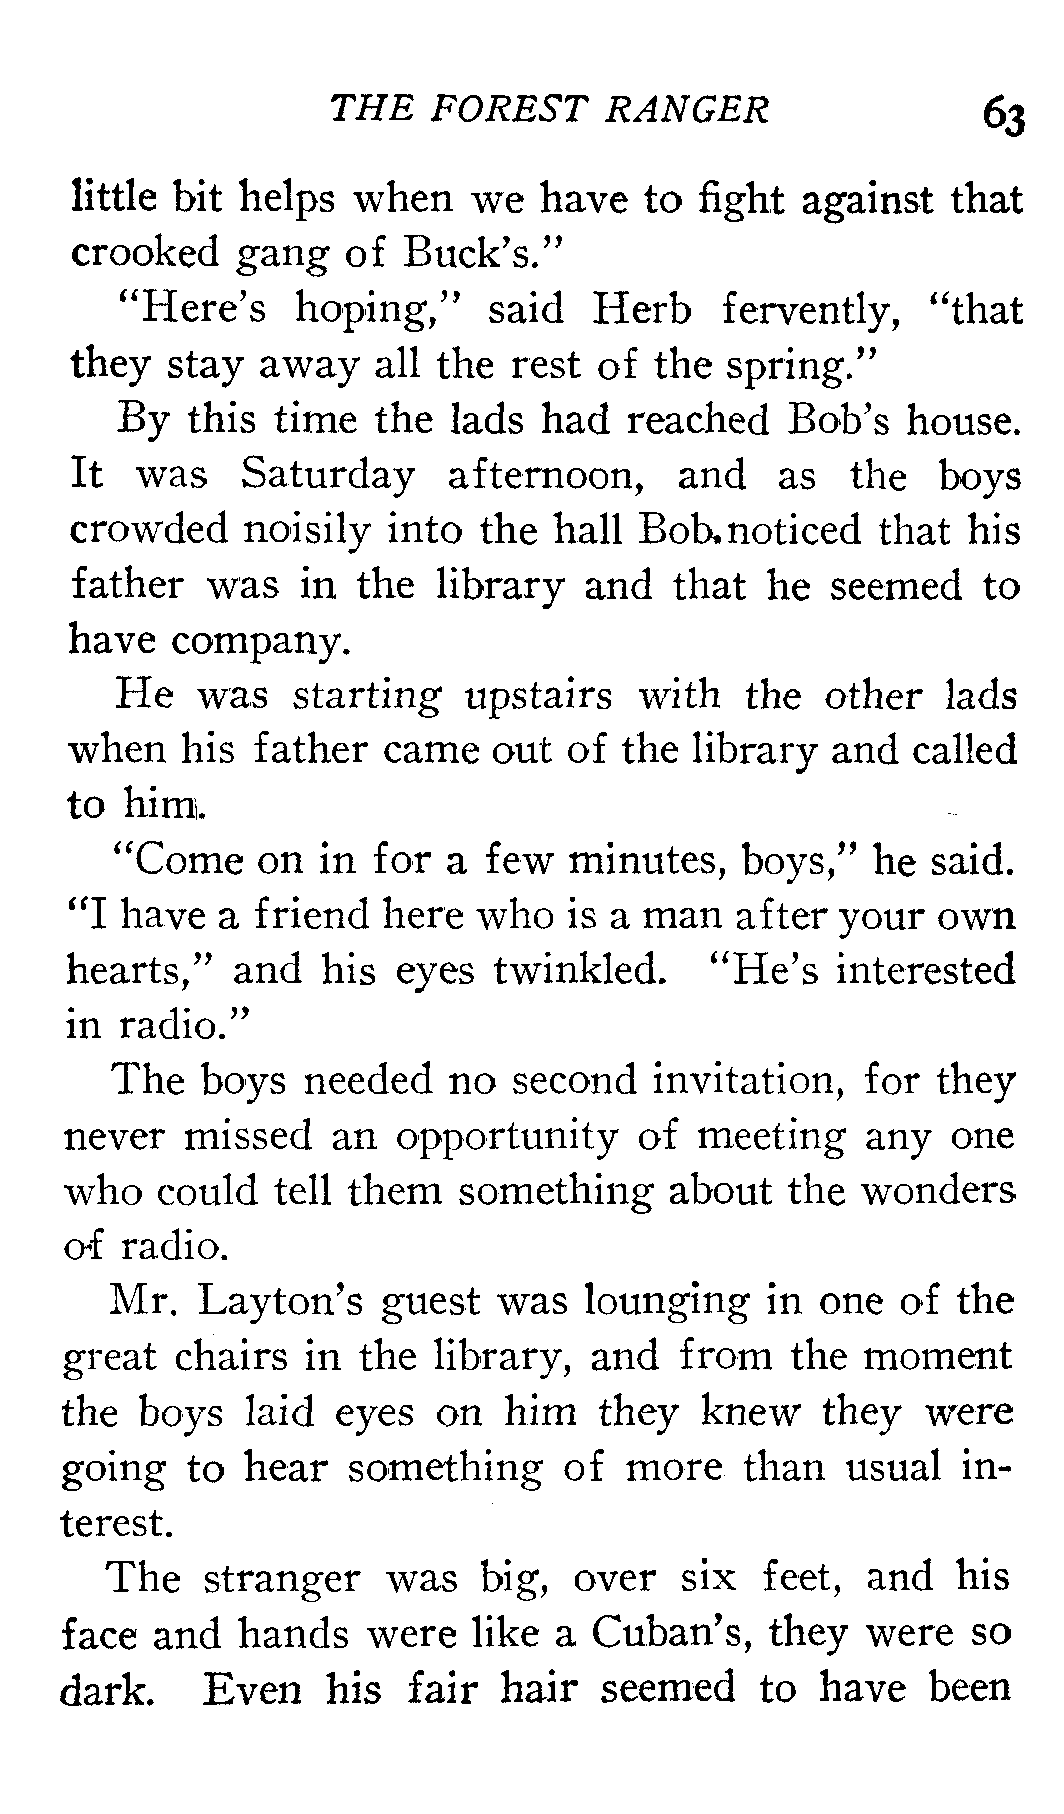 THE FOREST RANGER 63
little bit helps when we have to fight against that
crooked gang of Buck's."
"Here's hoping," said Herb fervently, "that
they stay away all the rest of the spring."
By this time the lads had reached Bob's house.
It was Saturday afternoon, and as the boys
crowded noisily into the hall Bob noticed that his
father was in the library and that he seemed to
have company.
He was starting upstairs with the other lads
when his father came out of the library and called
to him.
"Come on in for a few minutes, boys," he said.
"I have a friend here who is a man after your own
hearts," and his eyes twinkled. "He's interested
in radio."
The boys needed no second invitation, for they
never missed an opportunity of meeting any one
who could tell them something about the wonders
of radio.
Mr. Layton's guest was lounging in one of the
great chairs in the library, and from the moment
the boys laid eyes on him they knew they were
going to hear something of more than usual in-
terest.
The stranger was big, over six feet, and his
face and hands were like a Cuban's, they were so
dark. Even his fair hair seemed to have been